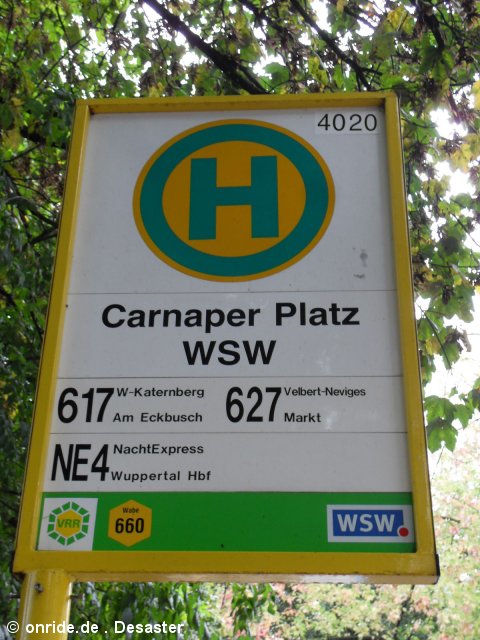 4020
H
Carnaper Platz
WSW
617 W-Katernberg
Am Eckbusch
627 Velbert-Neviges
Markt
NE4 NachtExpress
Wuppertal Hbf
VRR
Wabe
660
WSW.
© onride.de . Desaster